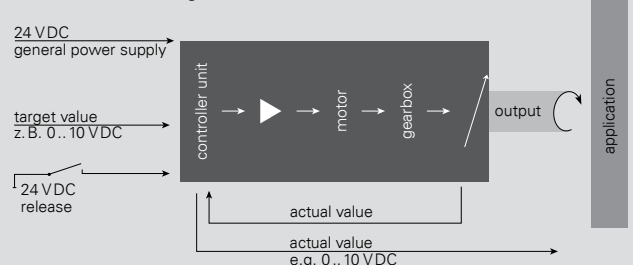 24 VDC
general power supply
target value
z. B. 0 .. 10 VDC
24 VDC
release
controller unit
motor
gearbox
output
application
actual value
actual value
e.g. 0 .. 10 VDC